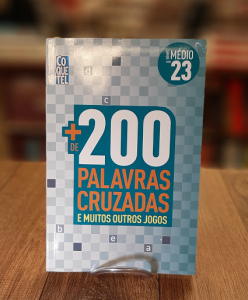 CO
QUE
TEL
MÉDIO
23
d
c
+
DE
200
PALAVRAS
CRUZADAS
E MUITOS OUTROS JOGOS
b
e
a